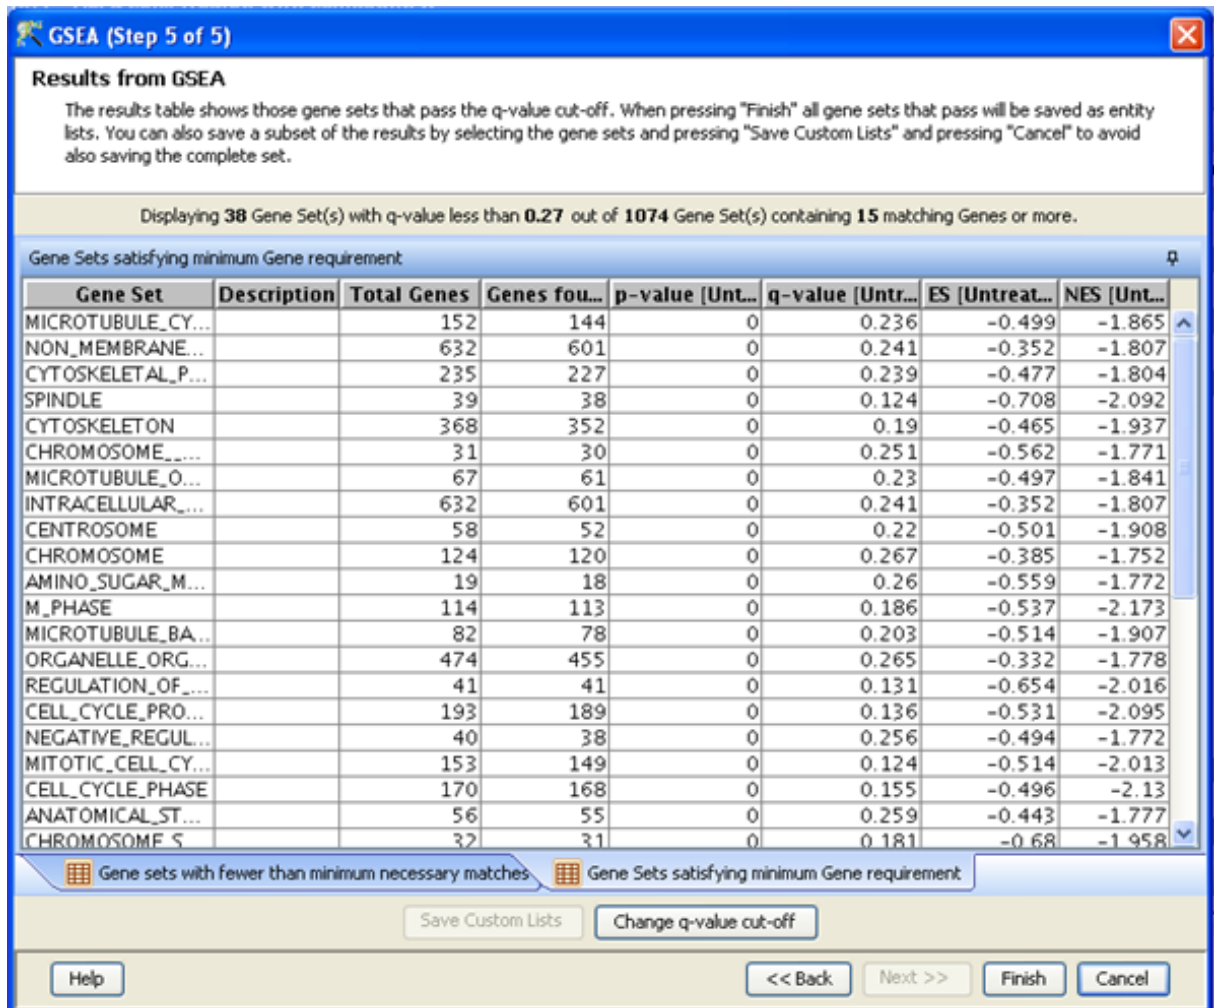 GSEA (Step 5 of 5)
Results from GSEA
The results table shows those gene sets that pass the q-value cut-off. When pressing "Finish" all gene sets that pass will be saved as entity
lists. You can also save a subset of the results by selecting the gene sets and pressing "Save Custom Lists" and pressing "Cancel" to avoid
also saving the complete set.
Displaying 38 Gene Set(s) with q-value less than 0.27 out of 1074 Gene Set(s) containing 15 matching Genes or more.
Gene Sets satisfying minimum Gene requirement
Gene Set Description Total Genes Genes fou... p-value [Unt... q-value [Untr... ES [Untreat... NES [Unt...
MICROTUBULE_CY... 152 144 0 0.236 -0.499 -1.865
NON_MEMBRANE... 632 601 0 0.241 -0.352 -1.807
CYTOSKELETAL_P... 235 227 0 0.239 -0.477 -1.804
SPINDLE 39 38 0 0.124 -0.708 -2.092
CYTOSKELETON 368 352 0 0.19 -0.465 -1.937
CHROMOSOME__... 31 30 0 0.251 -0.562 -1.771
MICROTUBULE_O... 67 61 0 0.23 -0.497 -1.841
INTRACELLULAR_... 632 601 0 0.241 -0.352 -1.807
CENTROSOME 58 52 0 0.22 -0.501 -1.908
CHROMOSOME 124 120 0 0.267 -0.385 -1.752
AMINO_SUGAR_M... 19 18 0 0.26 -0.559 -1.772
M_PHASE 114 113 0 0.186 -0.537 -2.173
MICROTUBULE_BA... 82 78 0 0.203 -0.514 -1.907
ORGANELLE_ORG... 474 455 0 0.265 -0.332 -1.778
REGULATION_OF_... 41 41 0 0.131 -0.654 -2.016
CELL_CYCLE_PRO... 193 189 0 0.136 -0.531 -2.095
NEGATIVE_REGUL... 40 38 0 0.256 -0.494 -1.772
MITOTIC_CELL_CY... 153 149 0 0.124 -0.514 -2.013
CELL_CYCLE_PHASE 170 168 0 0.155 -0.496 -2.13
ANATOMICAL_ST... 56 55 0 0.259 -0.443 -1.777
CHROMOSOME_S... 32 31 0 0.181 -0.68 -1.958
Gene sets with fewer than minimum necessary matches Gene Sets satisfying minimum Gene requirement
Save Custom Lists Change q-value cut-off
Help << Back Next >> Finish Cancel